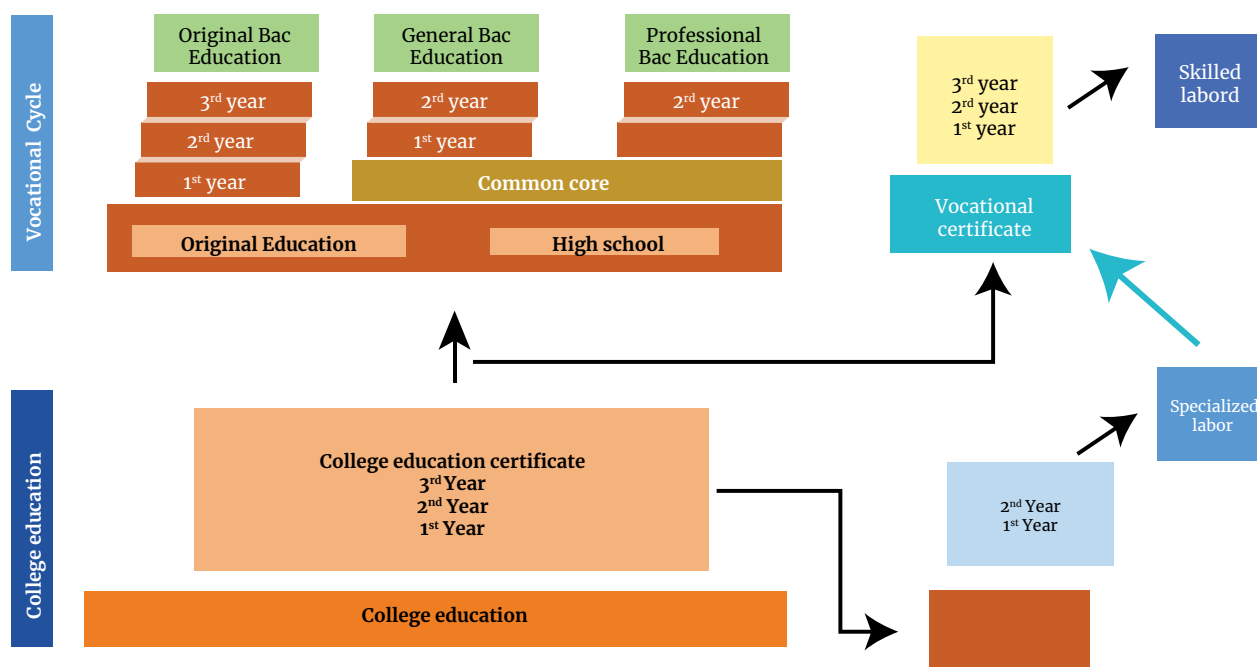 Vocational Cycle
Original Bac
Education
General Bac
Education
Professional
Bac Education
3rd year
2rd year
1st year
2rd year
1st year
2rd year
Common core
Original Education
High school
3rd year
2rd year
1st year
Skilled
labord
Vocational
certificate
College education
College education certificate
3rd Year
2nd Year
1st Year
College education
Specialized
labor
2nd Year
1st Year